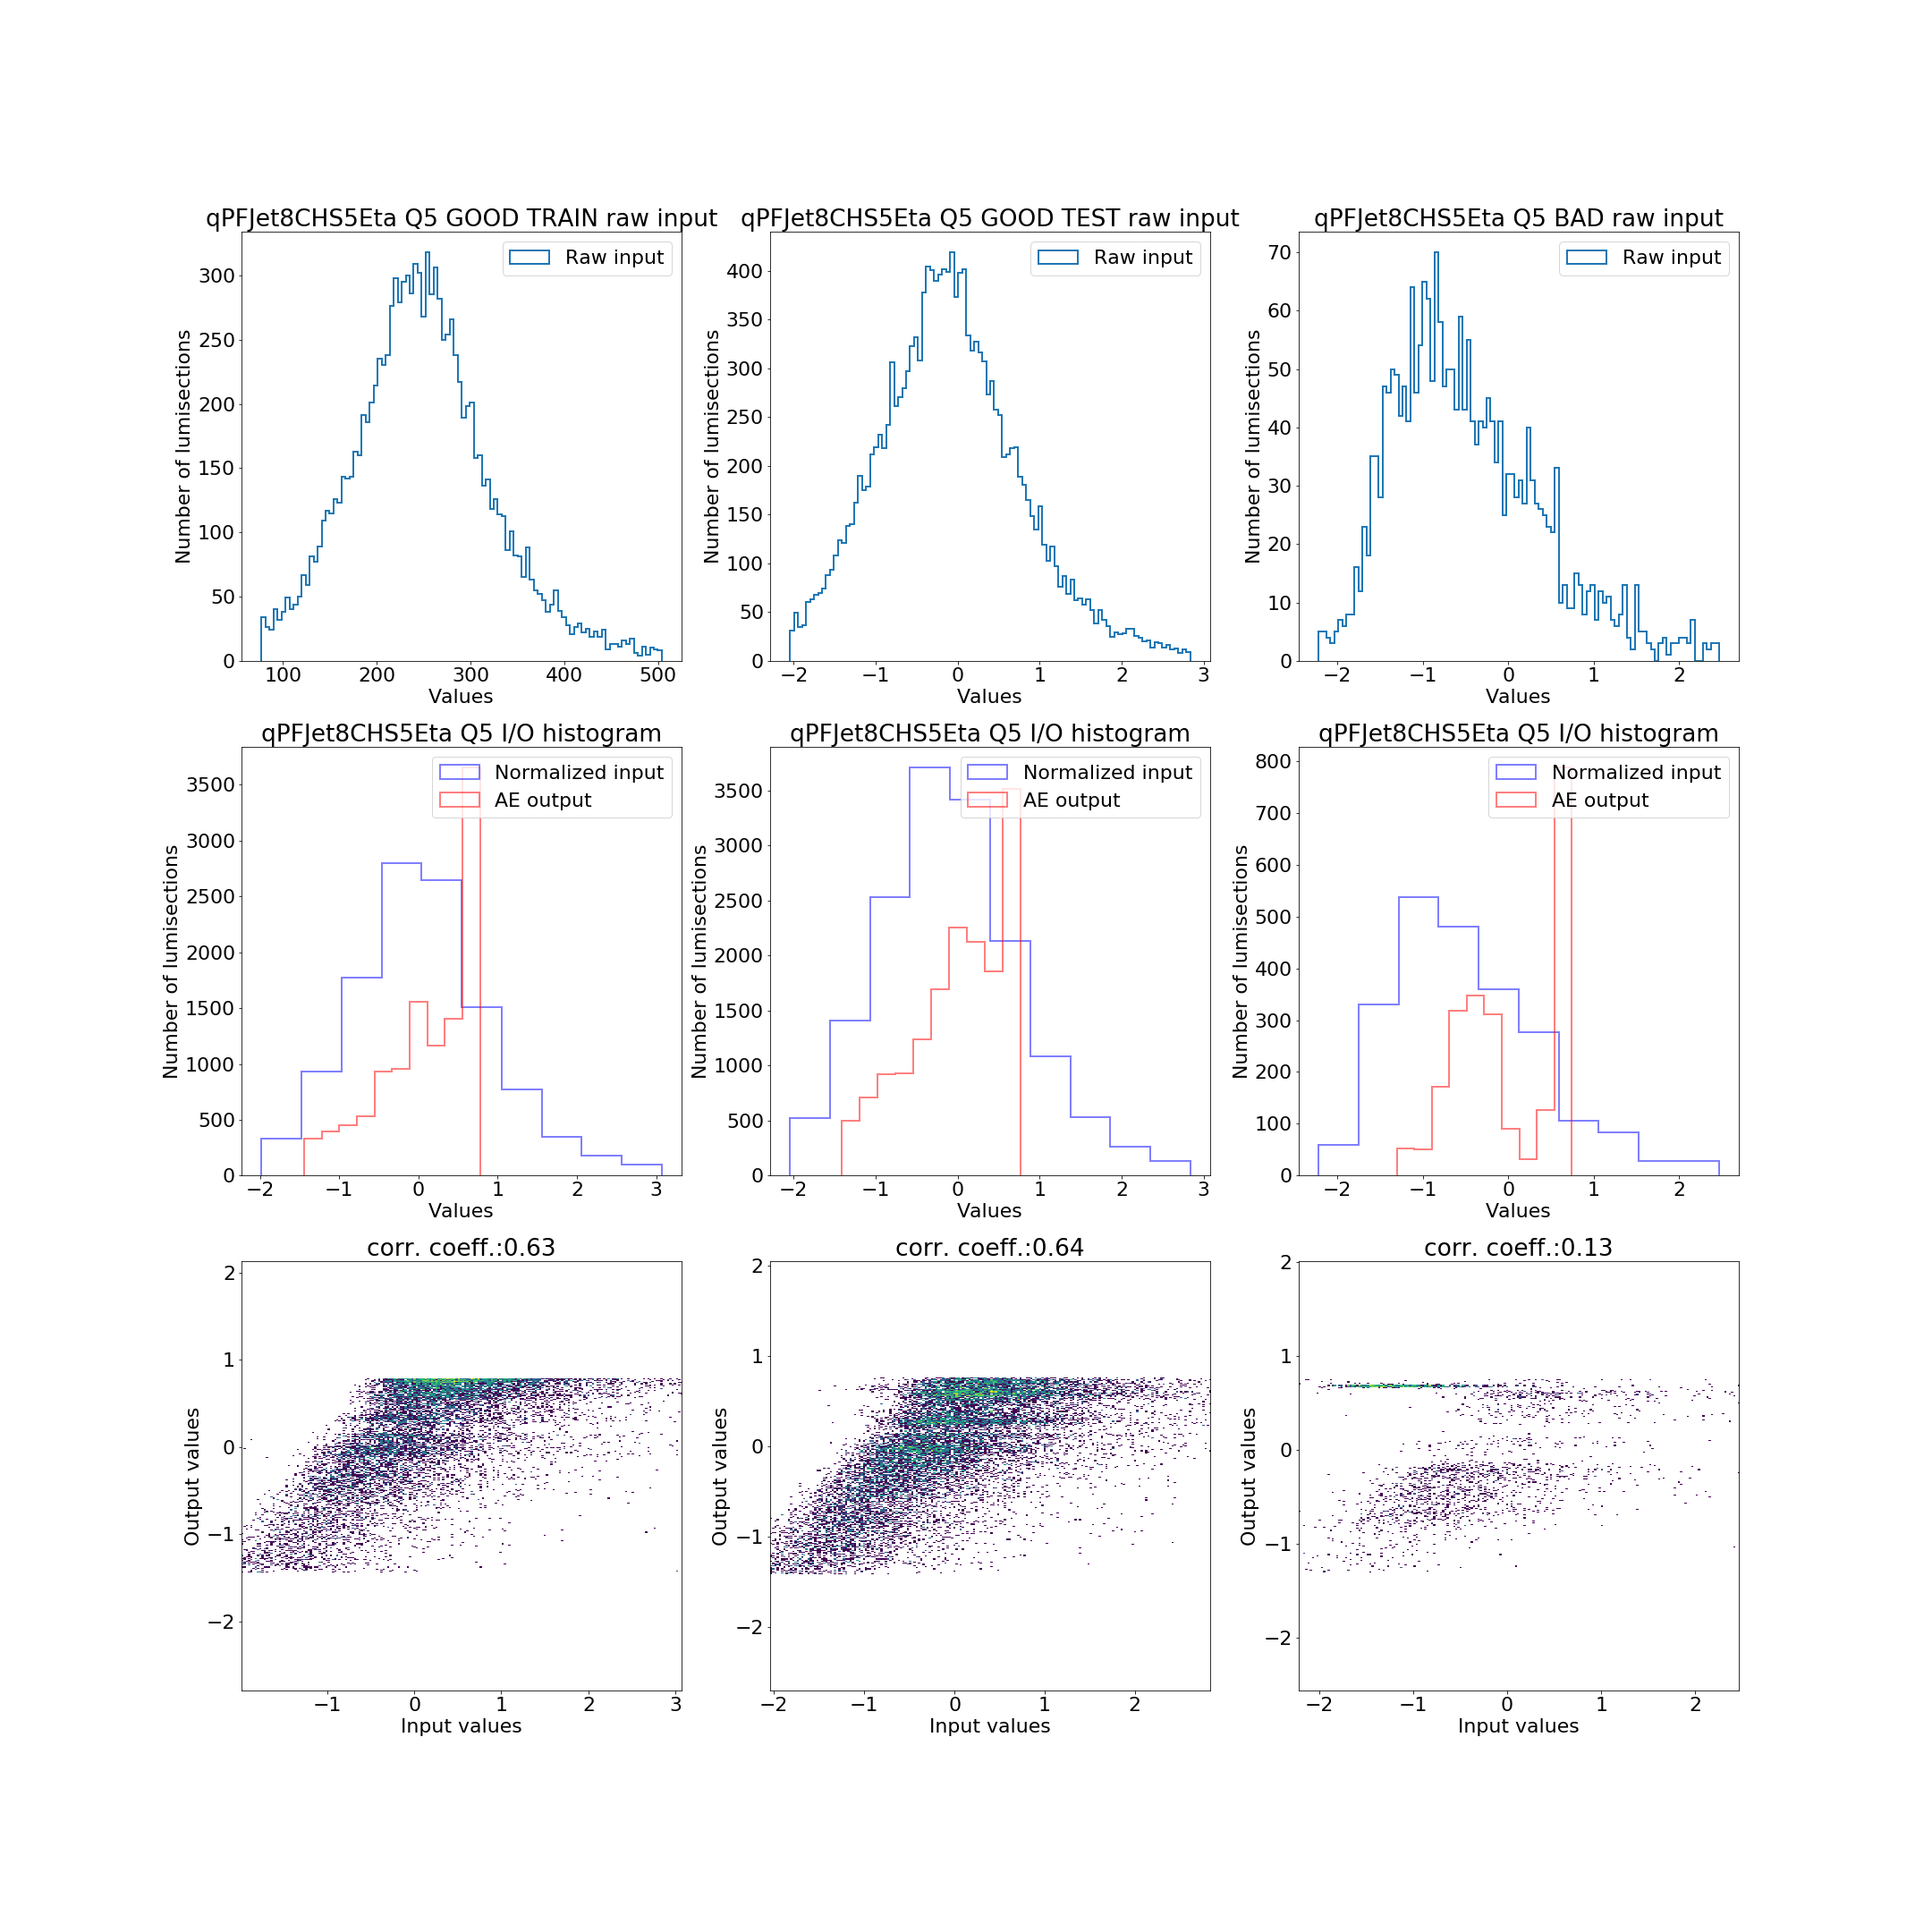 qPFJet8CHS5Eta Q5 GOOD TRAIN raw input
qPFJet8CHS5Eta Q5 GOOD TEST raw input
qPFJet8CHS5Eta Q5 BAD raw input
Number of lumisections
300
250
200
150
100
50
0
Raw input
100 200 300 400 500
Values
Number of lumisections
400
350
300
250
200
150
100
50
0
Raw input
−2 −1 0 1 2 3
Values
Number of lumisections
70
60
50
40
30
20
10
0
Raw input
−2 −1 0 1 2
Values
qPFJet8CHS5Eta Q5 I/O histogram
qPFJet8CHS5Eta Q5 I/O histogram
qPFJet8CHS5Eta Q5 I/O histogram
Number of lumisections
3500
3000
2500
2000
1500
1000
500
0
Normalized input
AE output
−2 −1 0 1 2 3
Values
Number of lumisections
3500
3000
2500
2000
1500
1000
500
0
Normalized input
AE output
−2 −1 0 1 2 3
Values
Number of lumisections
800
700
600
500
400
300
200
100
0
Normalized input
AE output
−2 −1 0 1 2
Values
corr. coeff.:0.63
corr. coeff.:0.64
corr. coeff.:0.13
Output values
2
1
0
−1
−2
−1 0 1 2 3
Input values
Output values
2
1
0
−1
−2
−2 −1 0 1 2
Input values
Output values
2
1
0
−1
−2
−2 −1 0 1 2
Input values